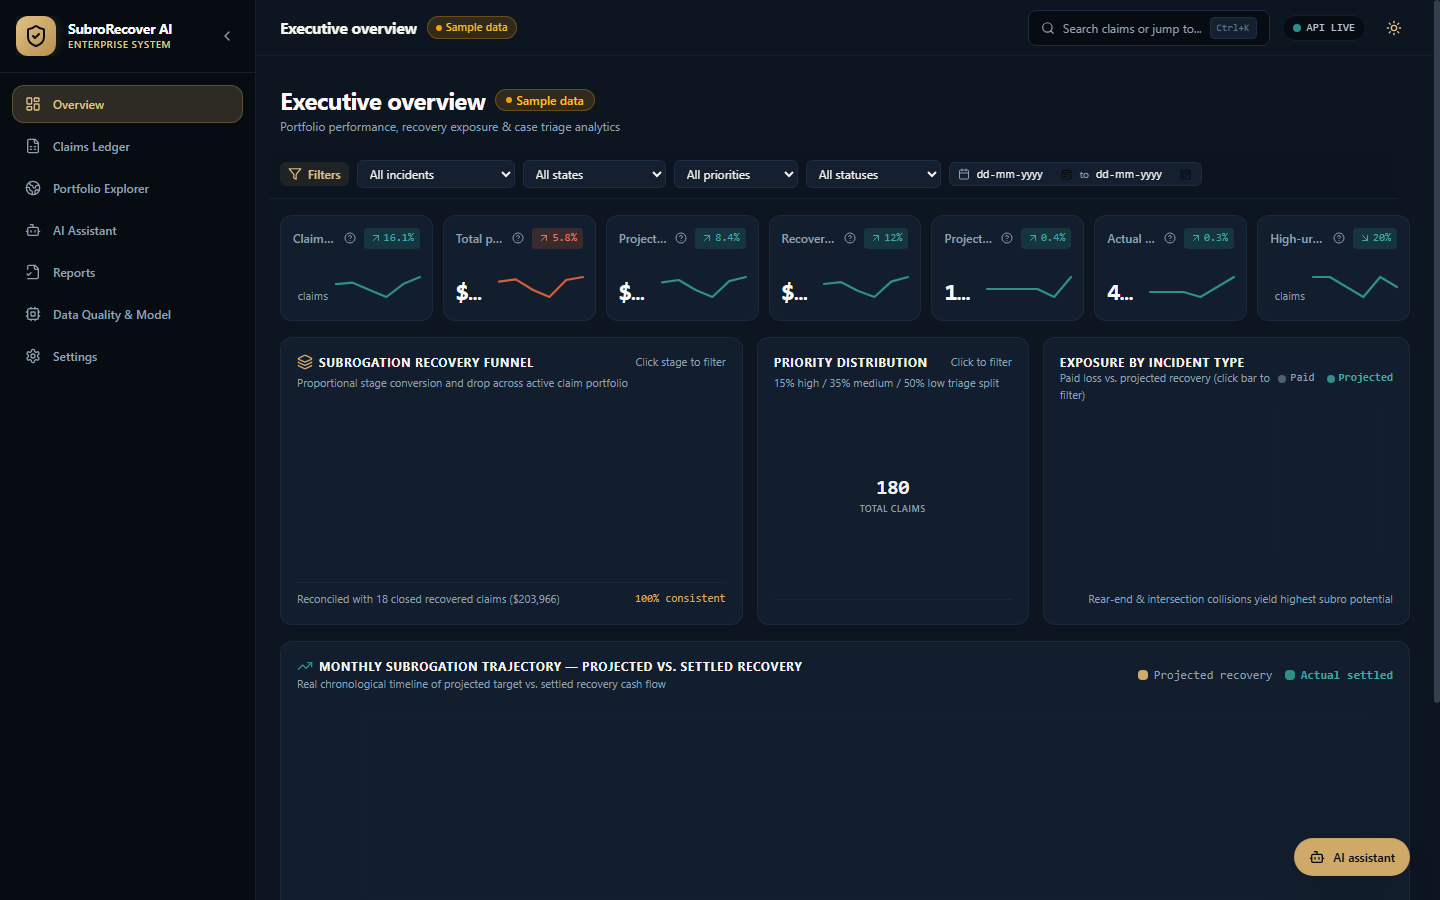 SubroRecover AI
ENTERPRISE SYSTEM
Executive overview
Sample data
Search claims or jump to...
Ctrl+K
API LIVE
Overview
Claims Ledger
Portfolio Explorer
AI Assistant
Reports
Data Quality & Model
Settings
Executive overview
Sample data
Portfolio performance, recovery exposure & case triage analytics
Filters
All incidents
All states
All priorities
All statuses
dd-mm-yyyy to dd-mm-yyyy
Claim...
16.1%
claims
Total p...
5.8%
$...
Project...
8.4%
$...
Recover...
12%
$...
Project...
0.4%
1...
Actual ...
0.3%
4...
High-ur...
20%
claims
SUBROGATION RECOVERY FUNNEL
Click stage to filter
Proportional stage conversion and drop across active claim portfolio
Reconciled with 18 closed recovered claims ($203,966)
100% consistent
PRIORITY DISTRIBUTION
Click to filter
15% high / 35% medium / 50% low triage split
180
TOTAL CLAIMS
EXPOSURE BY INCIDENT TYPE
Paid loss vs. projected recovery (click bar to
filter)
Paid
Projected
Rear-end & intersection collisions yield highest subro potential
MONTHLY SUBROGATION TRAJECTORY — PROJECTED VS. SETTLED RECOVERY
Real chronological timeline of projected target vs. settled recovery cash flow
Projected recovery
Actual settled
AI assistant